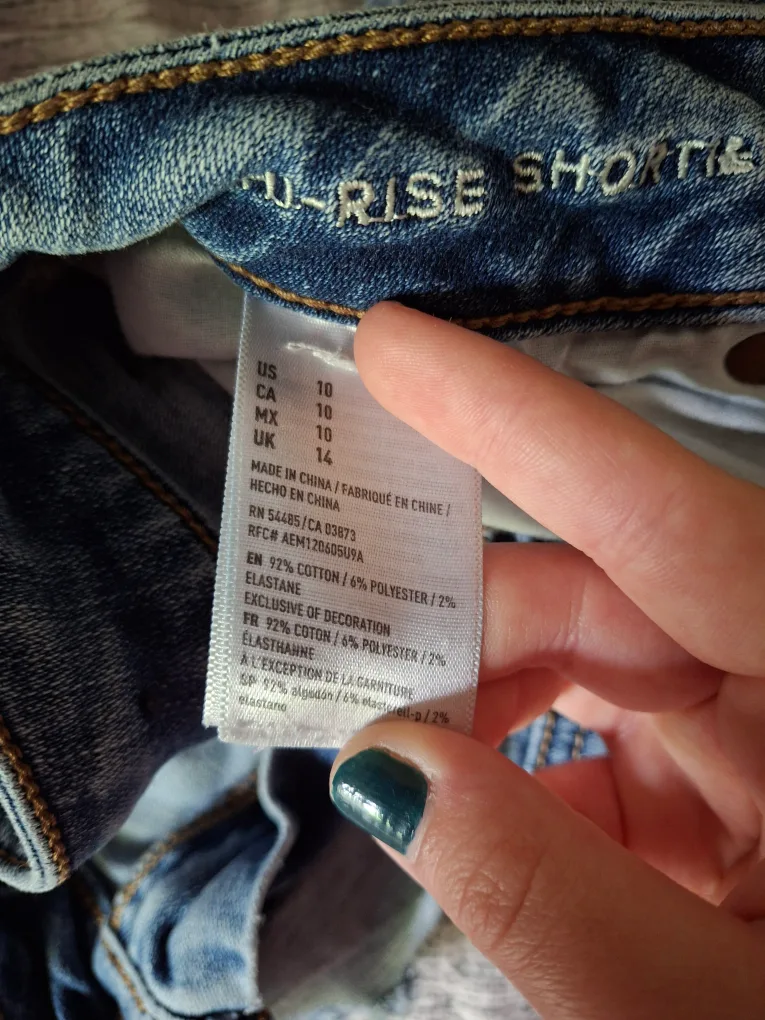 -RISE SHORTIE
US 10
CA 10
MX 10
UK 14
MADE IN CHINA / FABRIQUÉ EN CHINE /
HECHO EN CHINA
RN 54485/CA 03873
RFC# AEM120605U9A
EN 92% COTTON / 6% POLYESTER / 2%
ELASTANE
EXCLUSIVE OF DECORATION
FR 92% COTON / 6% POLYESTER / 2%
ÉLASTHANNE
À L'EXCEPTION DE LA GARNITURE
SP 92% algodón / 6% / 2%
elastano